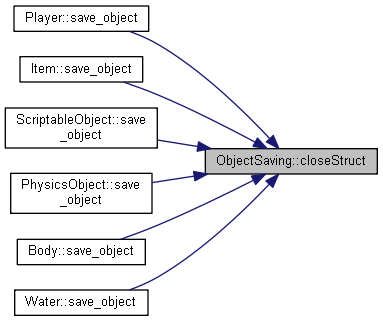 Player::save_object
Item::save_object
ScriptableObject::save
_object
ObjectSaving::closeStruct
PhysicsObject::save
_object
Body::save_object
Water::save_object